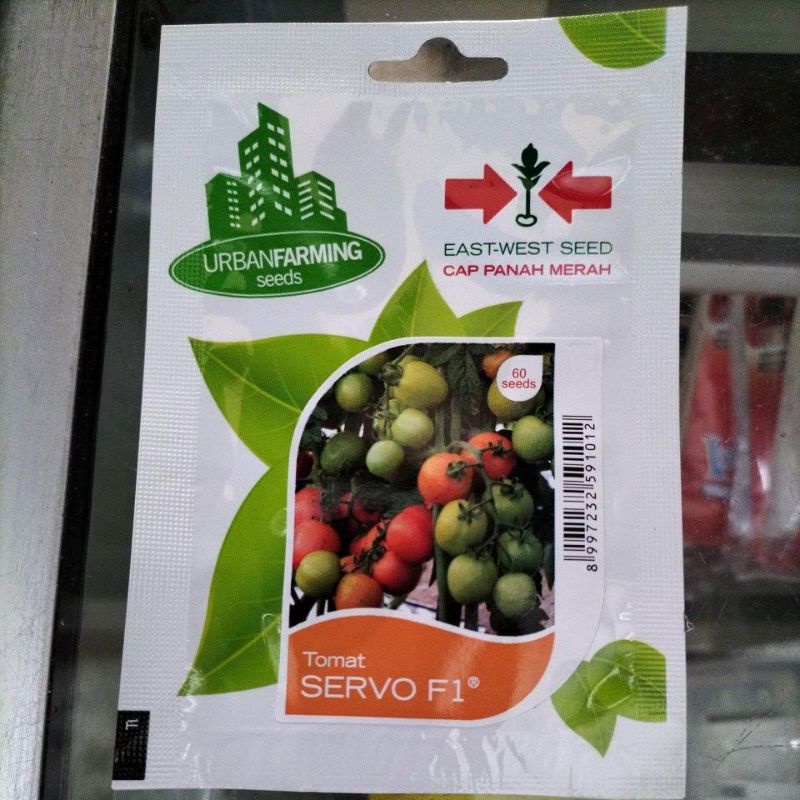 URBANFARMING
seeds
EAST-WEST SEED
CAP PANAH MERAH
60
seeds
8997232591012
Tomat
SERVO F1®